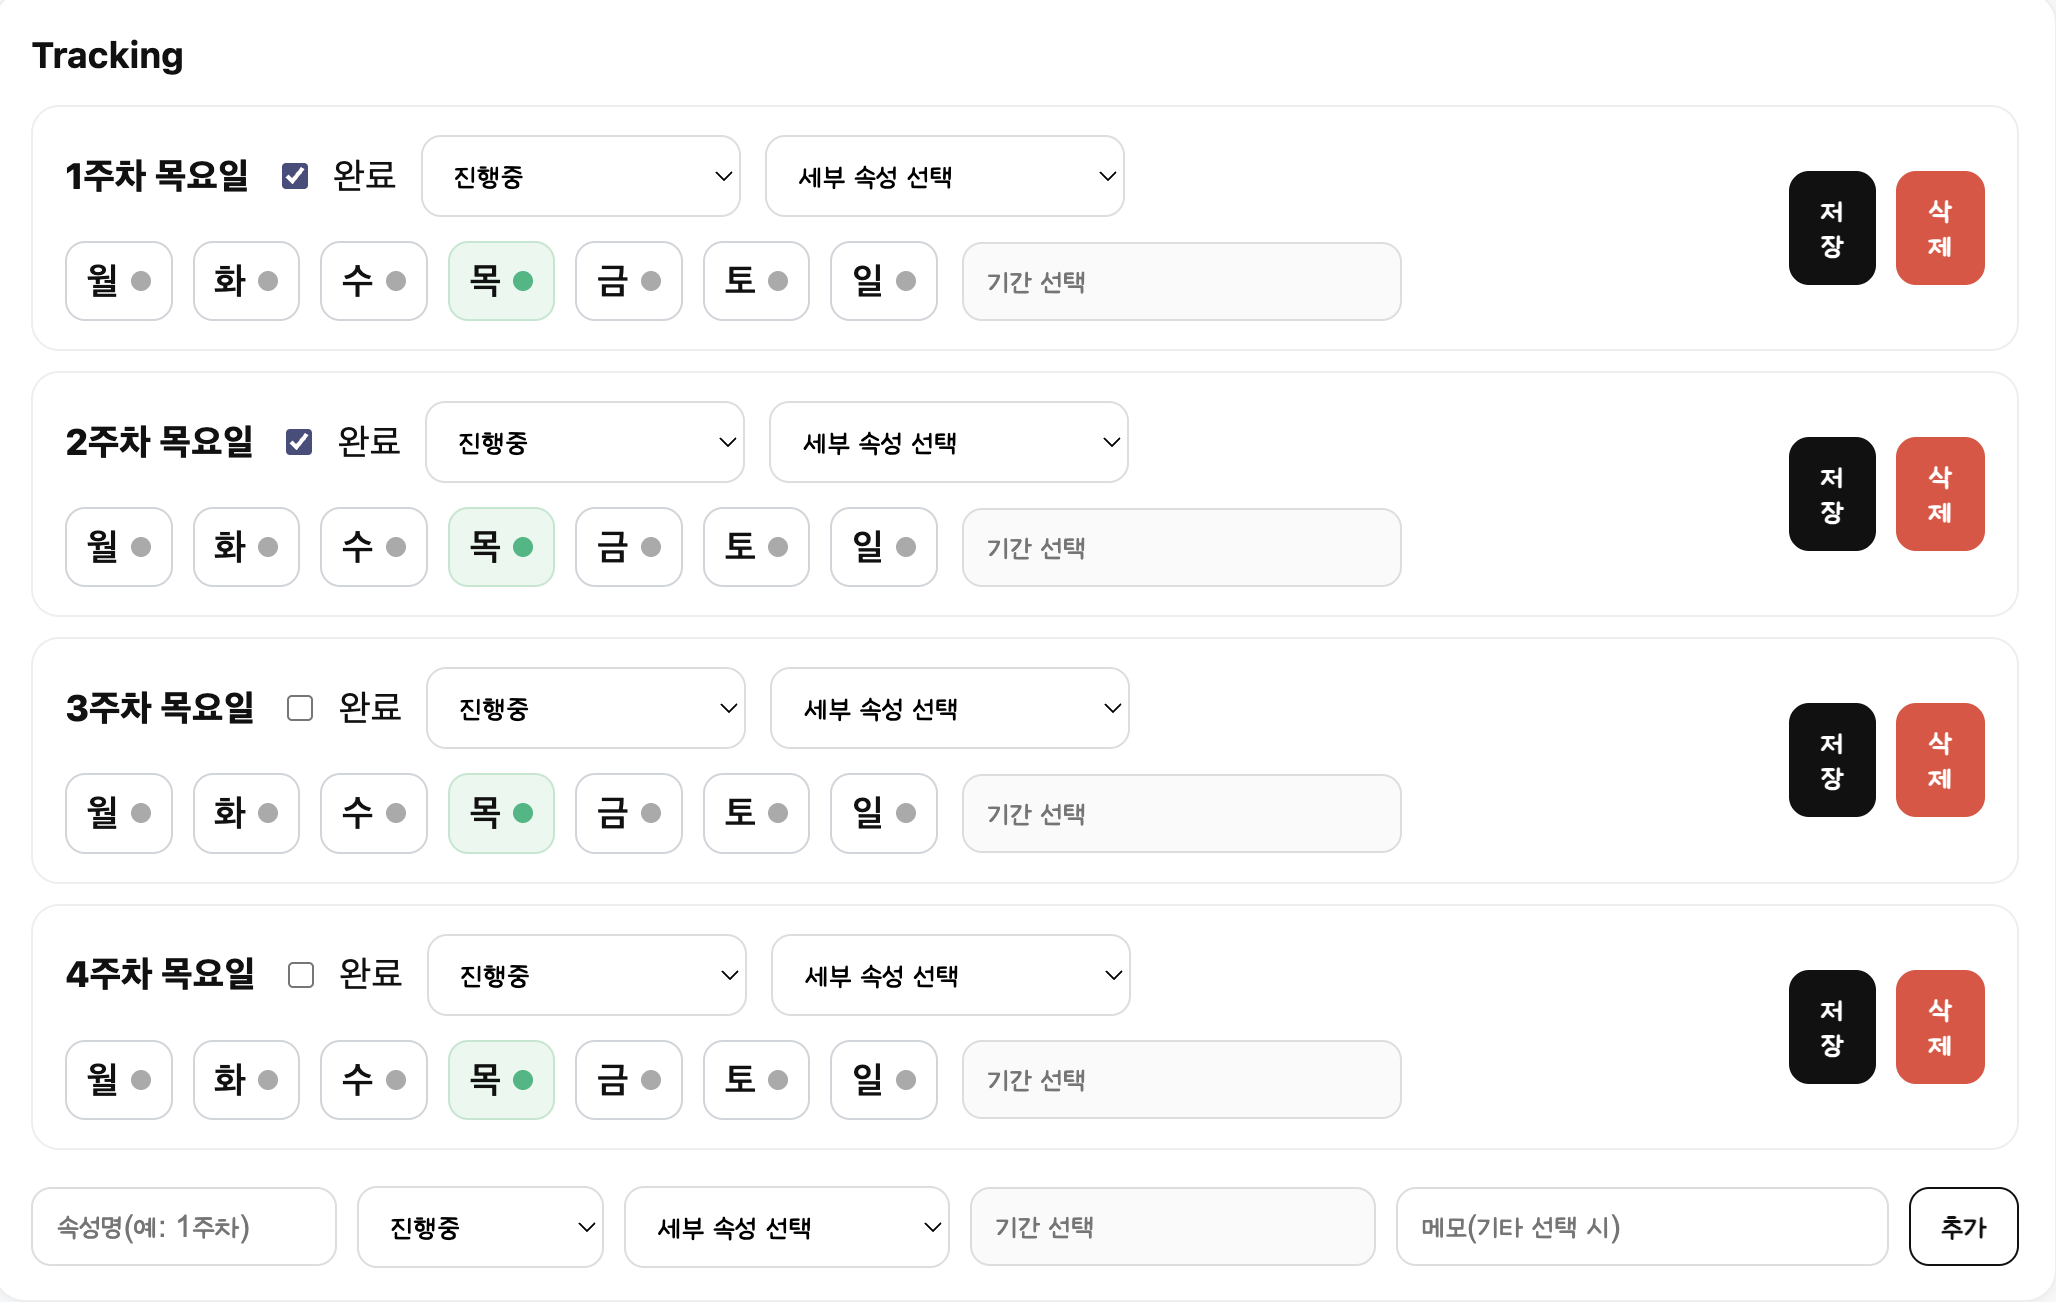 Tracking
1주차 목요일 완료 진행중 세부 속성 선택
월 화 수 목 금 토 일 기간 선택
저장 삭제
2주차 목요일 완료 진행중 세부 속성 선택
월 화 수 목 금 토 일 기간 선택
저장 삭제
3주차 목요일 완료 진행중 세부 속성 선택
월 화 수 목 금 토 일 기간 선택
저장 삭제
4주차 목요일 완료 진행중 세부 속성 선택
월 화 수 목 금 토 일 기간 선택
저장 삭제
속성명(예: 1주차) 진행중 세부 속성 선택 기간 선택 메모(기타 선택 시) 추가